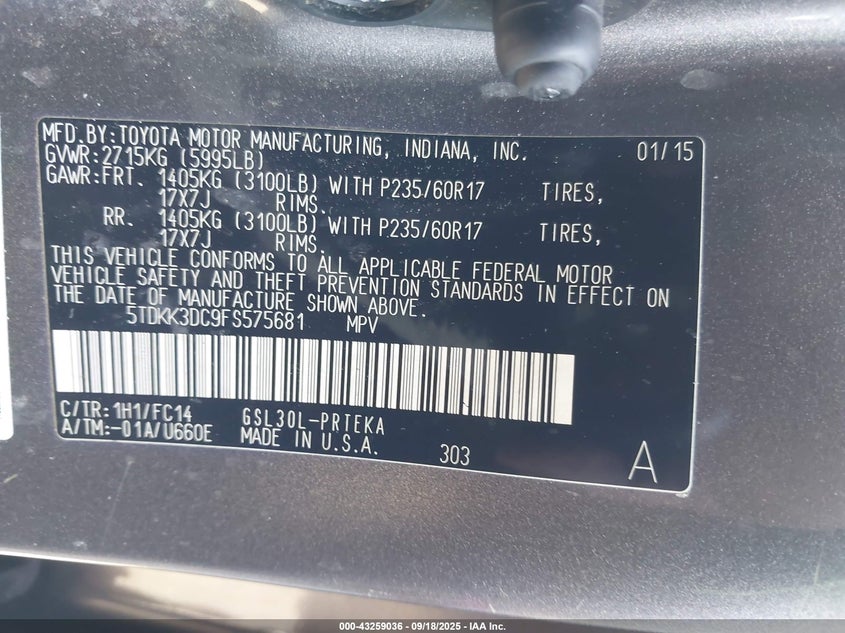 MFD.BY:TOYOTA MOTOR MANUFACTURING, INDIANA, INC. 01/15
GVWR:2715KG (5995LB)
GAWR:FRT. 1405KG (3100LB) WITH P235/60R17 TIRES,
17X7J RIMS.
RR. 1405KG (3100LB) WITH P235/60R17 TIRES,
17X7J RIMS.
THIS VEHICLE CONFORMS TO ALL APPLICABLE FEDERAL MOTOR
VEHICLE SAFETY AND THEFT PREVENTION STANDARDS IN EFFECT ON
THE DATE OF MANUFACTURE SHOWN ABOVE.
5TDKK3DC9FS575681 MPV
C/TR:1H1/FC14 GSL30L-PRTEKA
A/TM:-01A/U660E MADE IN U.S.A. 303 A
000-43259036 - 09/18/2025 - IAA Inc.